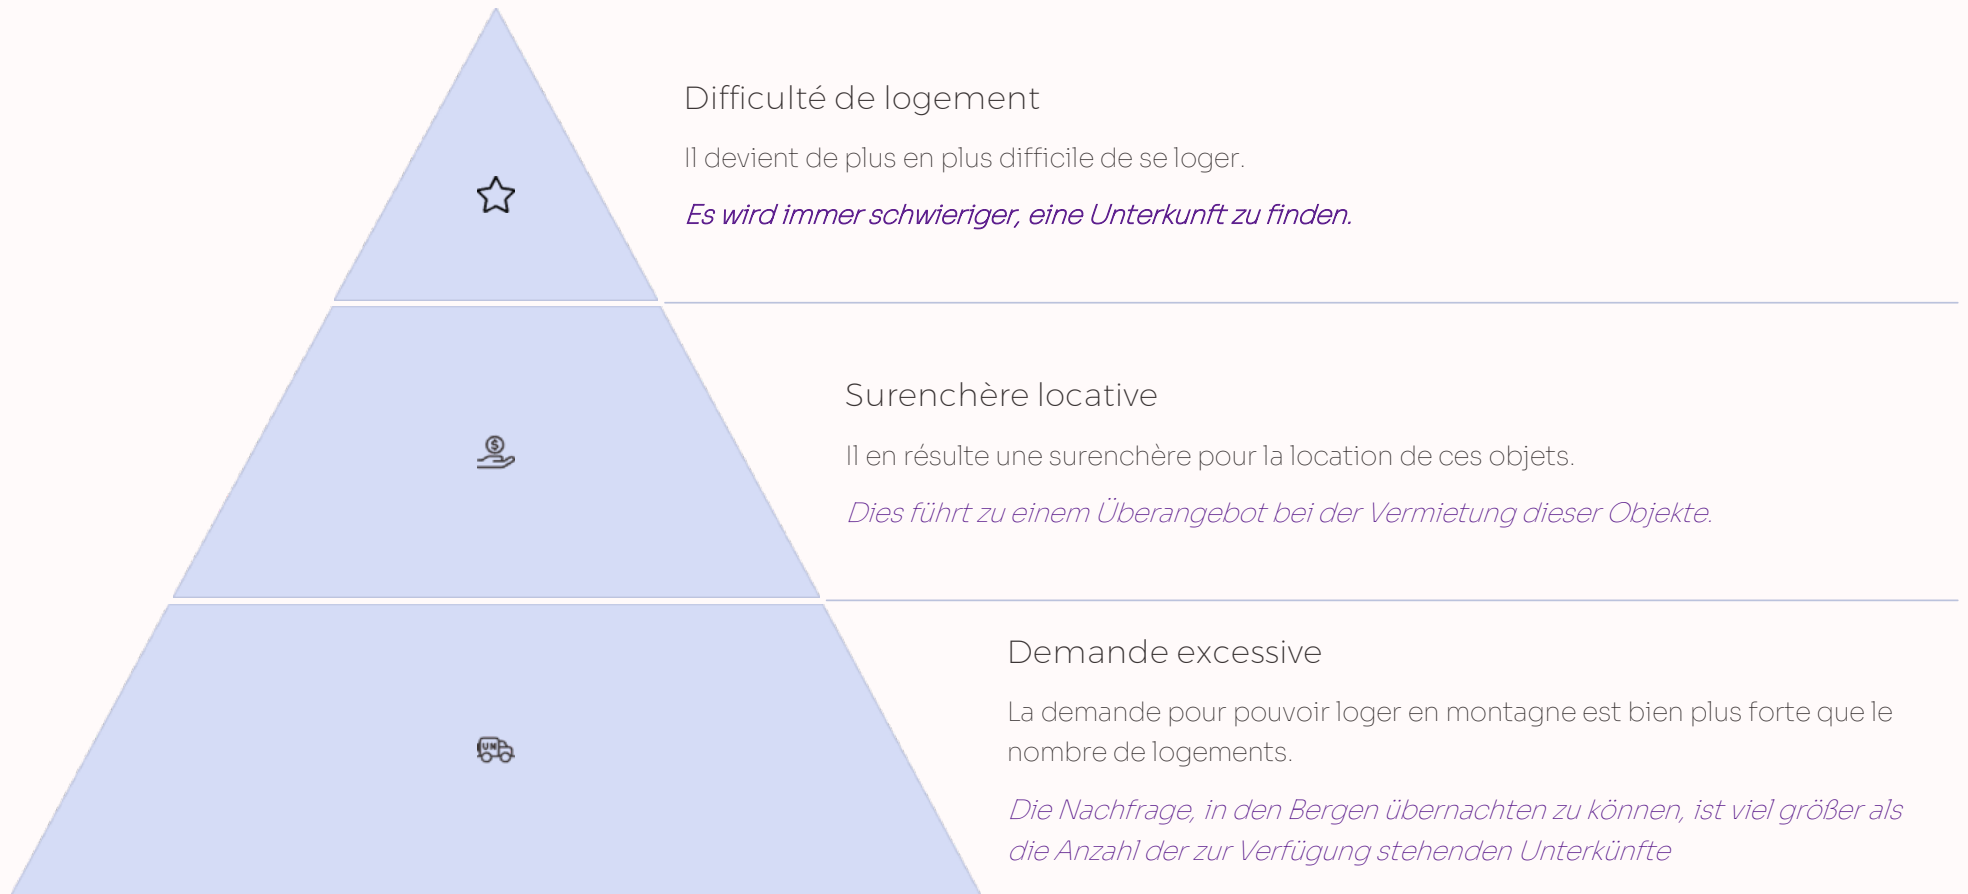 Difficulté de logement
Il devient de plus en plus difficile de se loger.
Es wird immer schwieriger, eine Unterkunft zu finden.
Surenchère locative
Il en résulte une surenchère pour la location de ces objets.
Dies führt zu einem Überangebot bei der Vermietung dieser Objekte.
UN
Demande excessive
La demande pour pouvoir loger en montagne est bien plus forte que le
nombre de logements.
Die Nachfrage, in den Bergen übernachten zu können, ist viel größer als
die Anzahl der zur Verfügung stehenden Unterkünfte